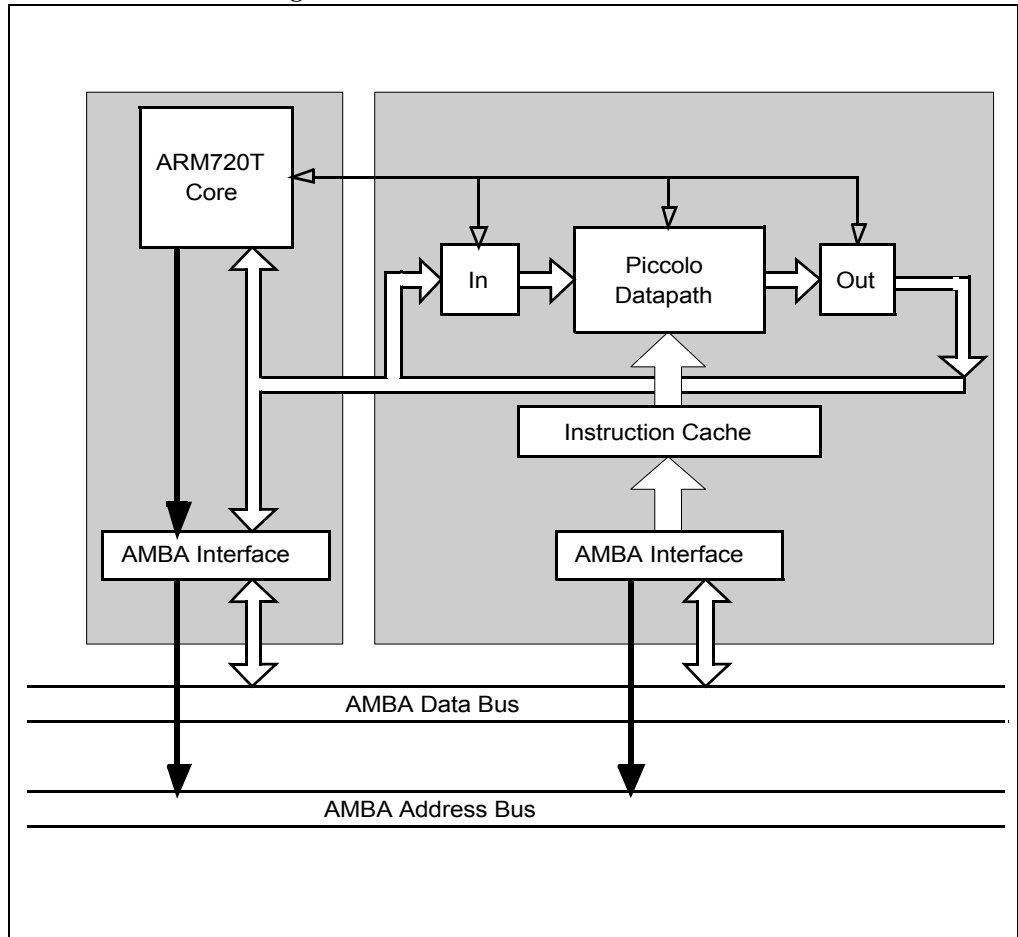 ARM720T
Core
In
Piccolo
Datapath
Out
Instruction Cache
AMBA Interface
AMBA Interface
AMBA Data Bus
AMBA Address Bus